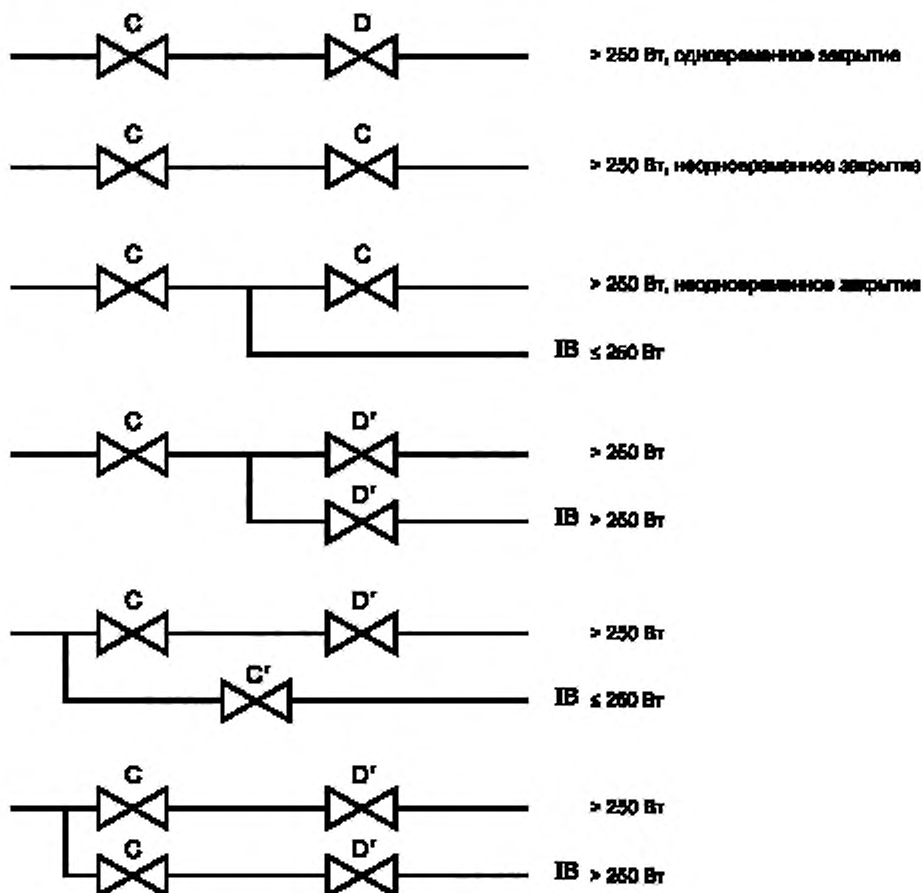 C D
> 250 Вт, одновременное закрытие
C C
> 250 Вт, неодновременное закрытие
C C
> 250 Вт, неодновременное закрытие
IB ≤ 250 Вт
C D'
> 250 Вт
D'
IB > 250 Вт
C D'
> 250 Вт
C'
IB ≤ 250 Вт
C D'
> 250 Вт
C D'
IB > 250 Вт